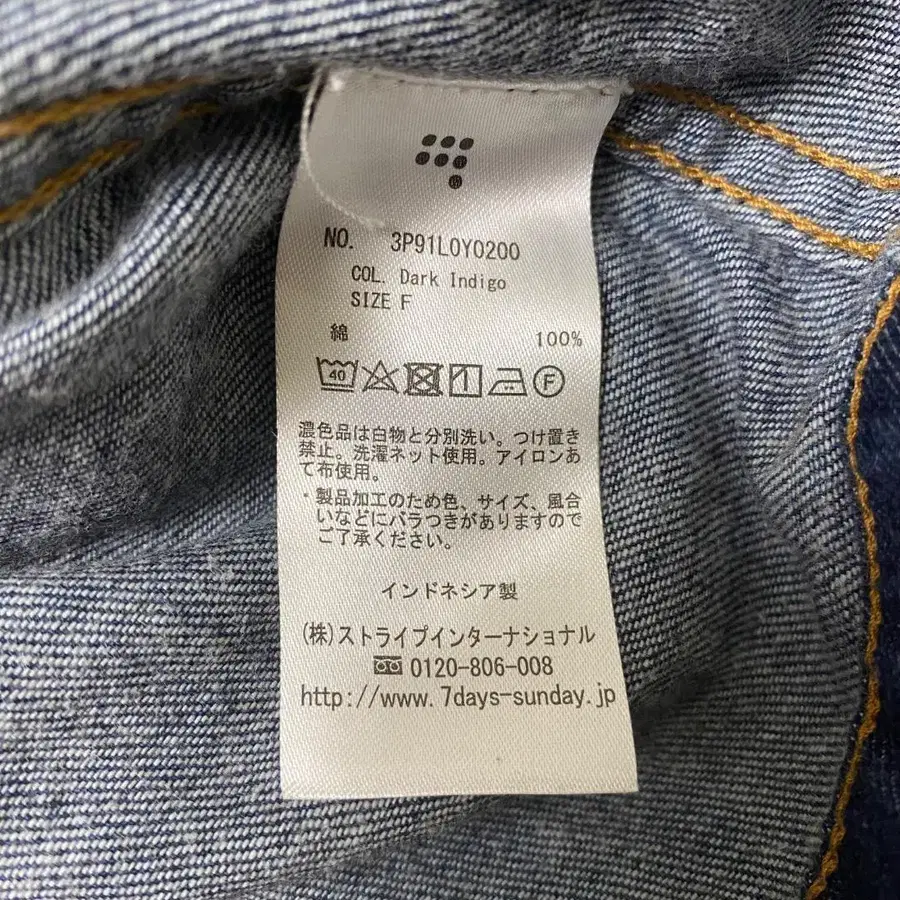 NO. 3P91L0Y0200
COL. Dark Indigo
SIZE F
綿 100%
40 F
濃色品は白物と分別洗い。つけ置き
禁止。洗濯ネット使用。アイロンあ
て布使用。
・製品加工のため色、サイズ、風合
いなどにバラつきがありますので
ご了承ください。
インドネシア製
(株)ストライプインターナショナル
0120-806-008
http://www.7days-sunday.jp